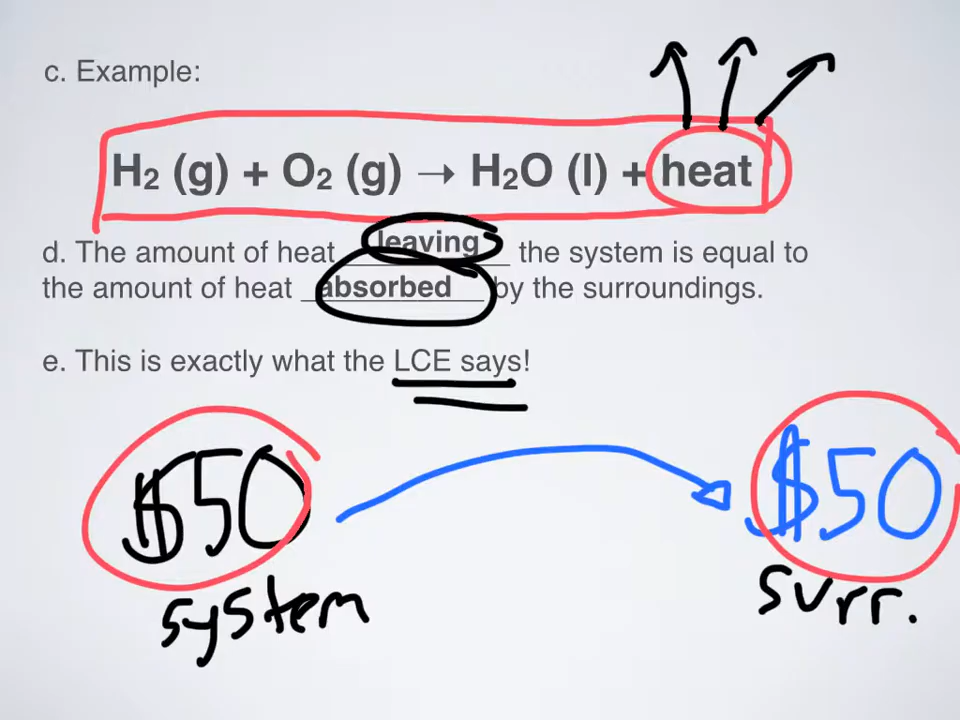 c. Example:
H₂ (g) + O₂ (g) → H₂O (l) + heat
d. The amount of heat leaving the system is equal to
the amount of heat absorbed by the surroundings.
e. This is exactly what the LCE says!
$50 $50
system surr.